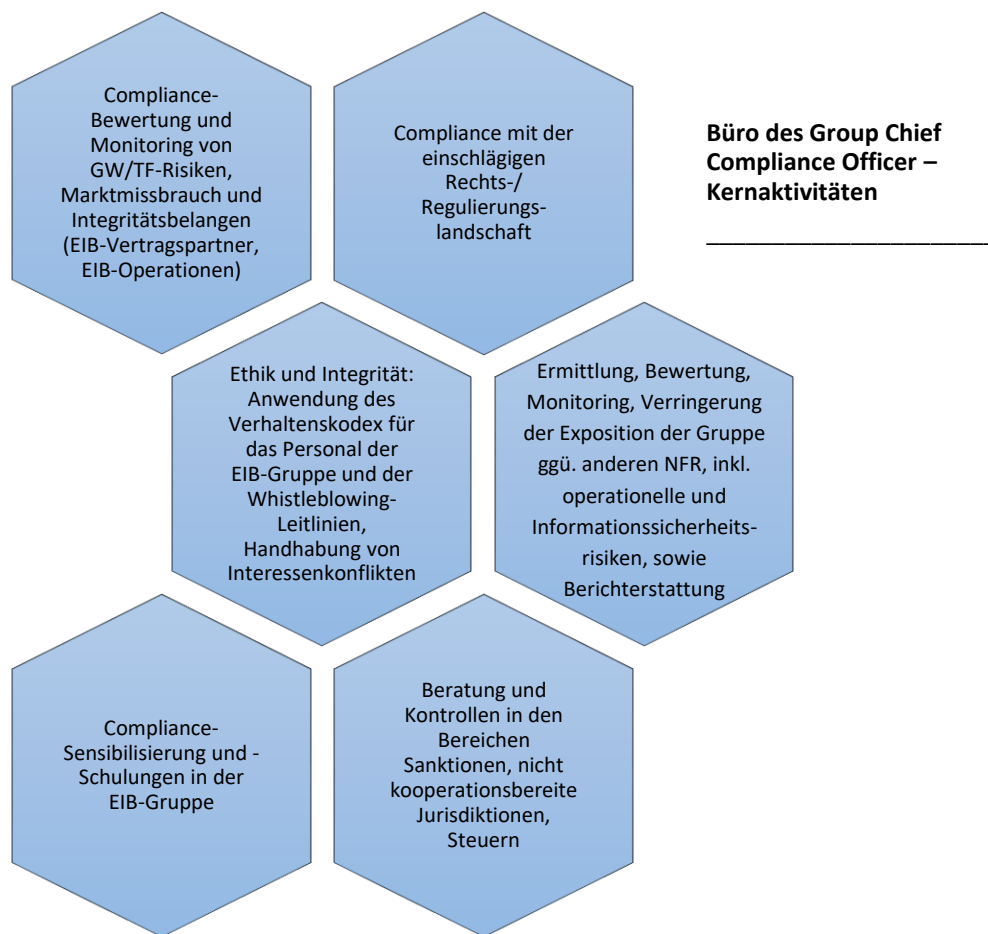 Compliance-
Bewertung und
Monitoring von
GW/TF-Risiken,
Marktmissbrauch und
Integritätsbelangen
(EIB-Vertragspartner,
EIB-Operationen)
Compliance mit der
einschlägigen
Rechts-/
Regulierungs-
landschaft
Büro des Group Chief
Compliance Officer –
Kernaktivitäten
Ethik und Integrität:
Anwendung des
Verhaltenskodex für
das Personal der
EIB-Gruppe und der
Whistleblowing-
Leitlinien,
Handhabung von
Interessenkonflikten
Ermittlung, Bewertung,
Monitoring, Verringerung
der Exposition der Gruppe
ggü. anderen NFR, inkl.
operationelle und
Informationssicherheits-
risiken, sowie
Berichterstattung
Compliance-
Sensibilisierung und -
Schulungen in der
EIB-Gruppe
Beratung und
Kontrollen in den
Bereichen
Sanktionen, nicht
kooperationsbereite
Jurisdiktionen,
Steuern